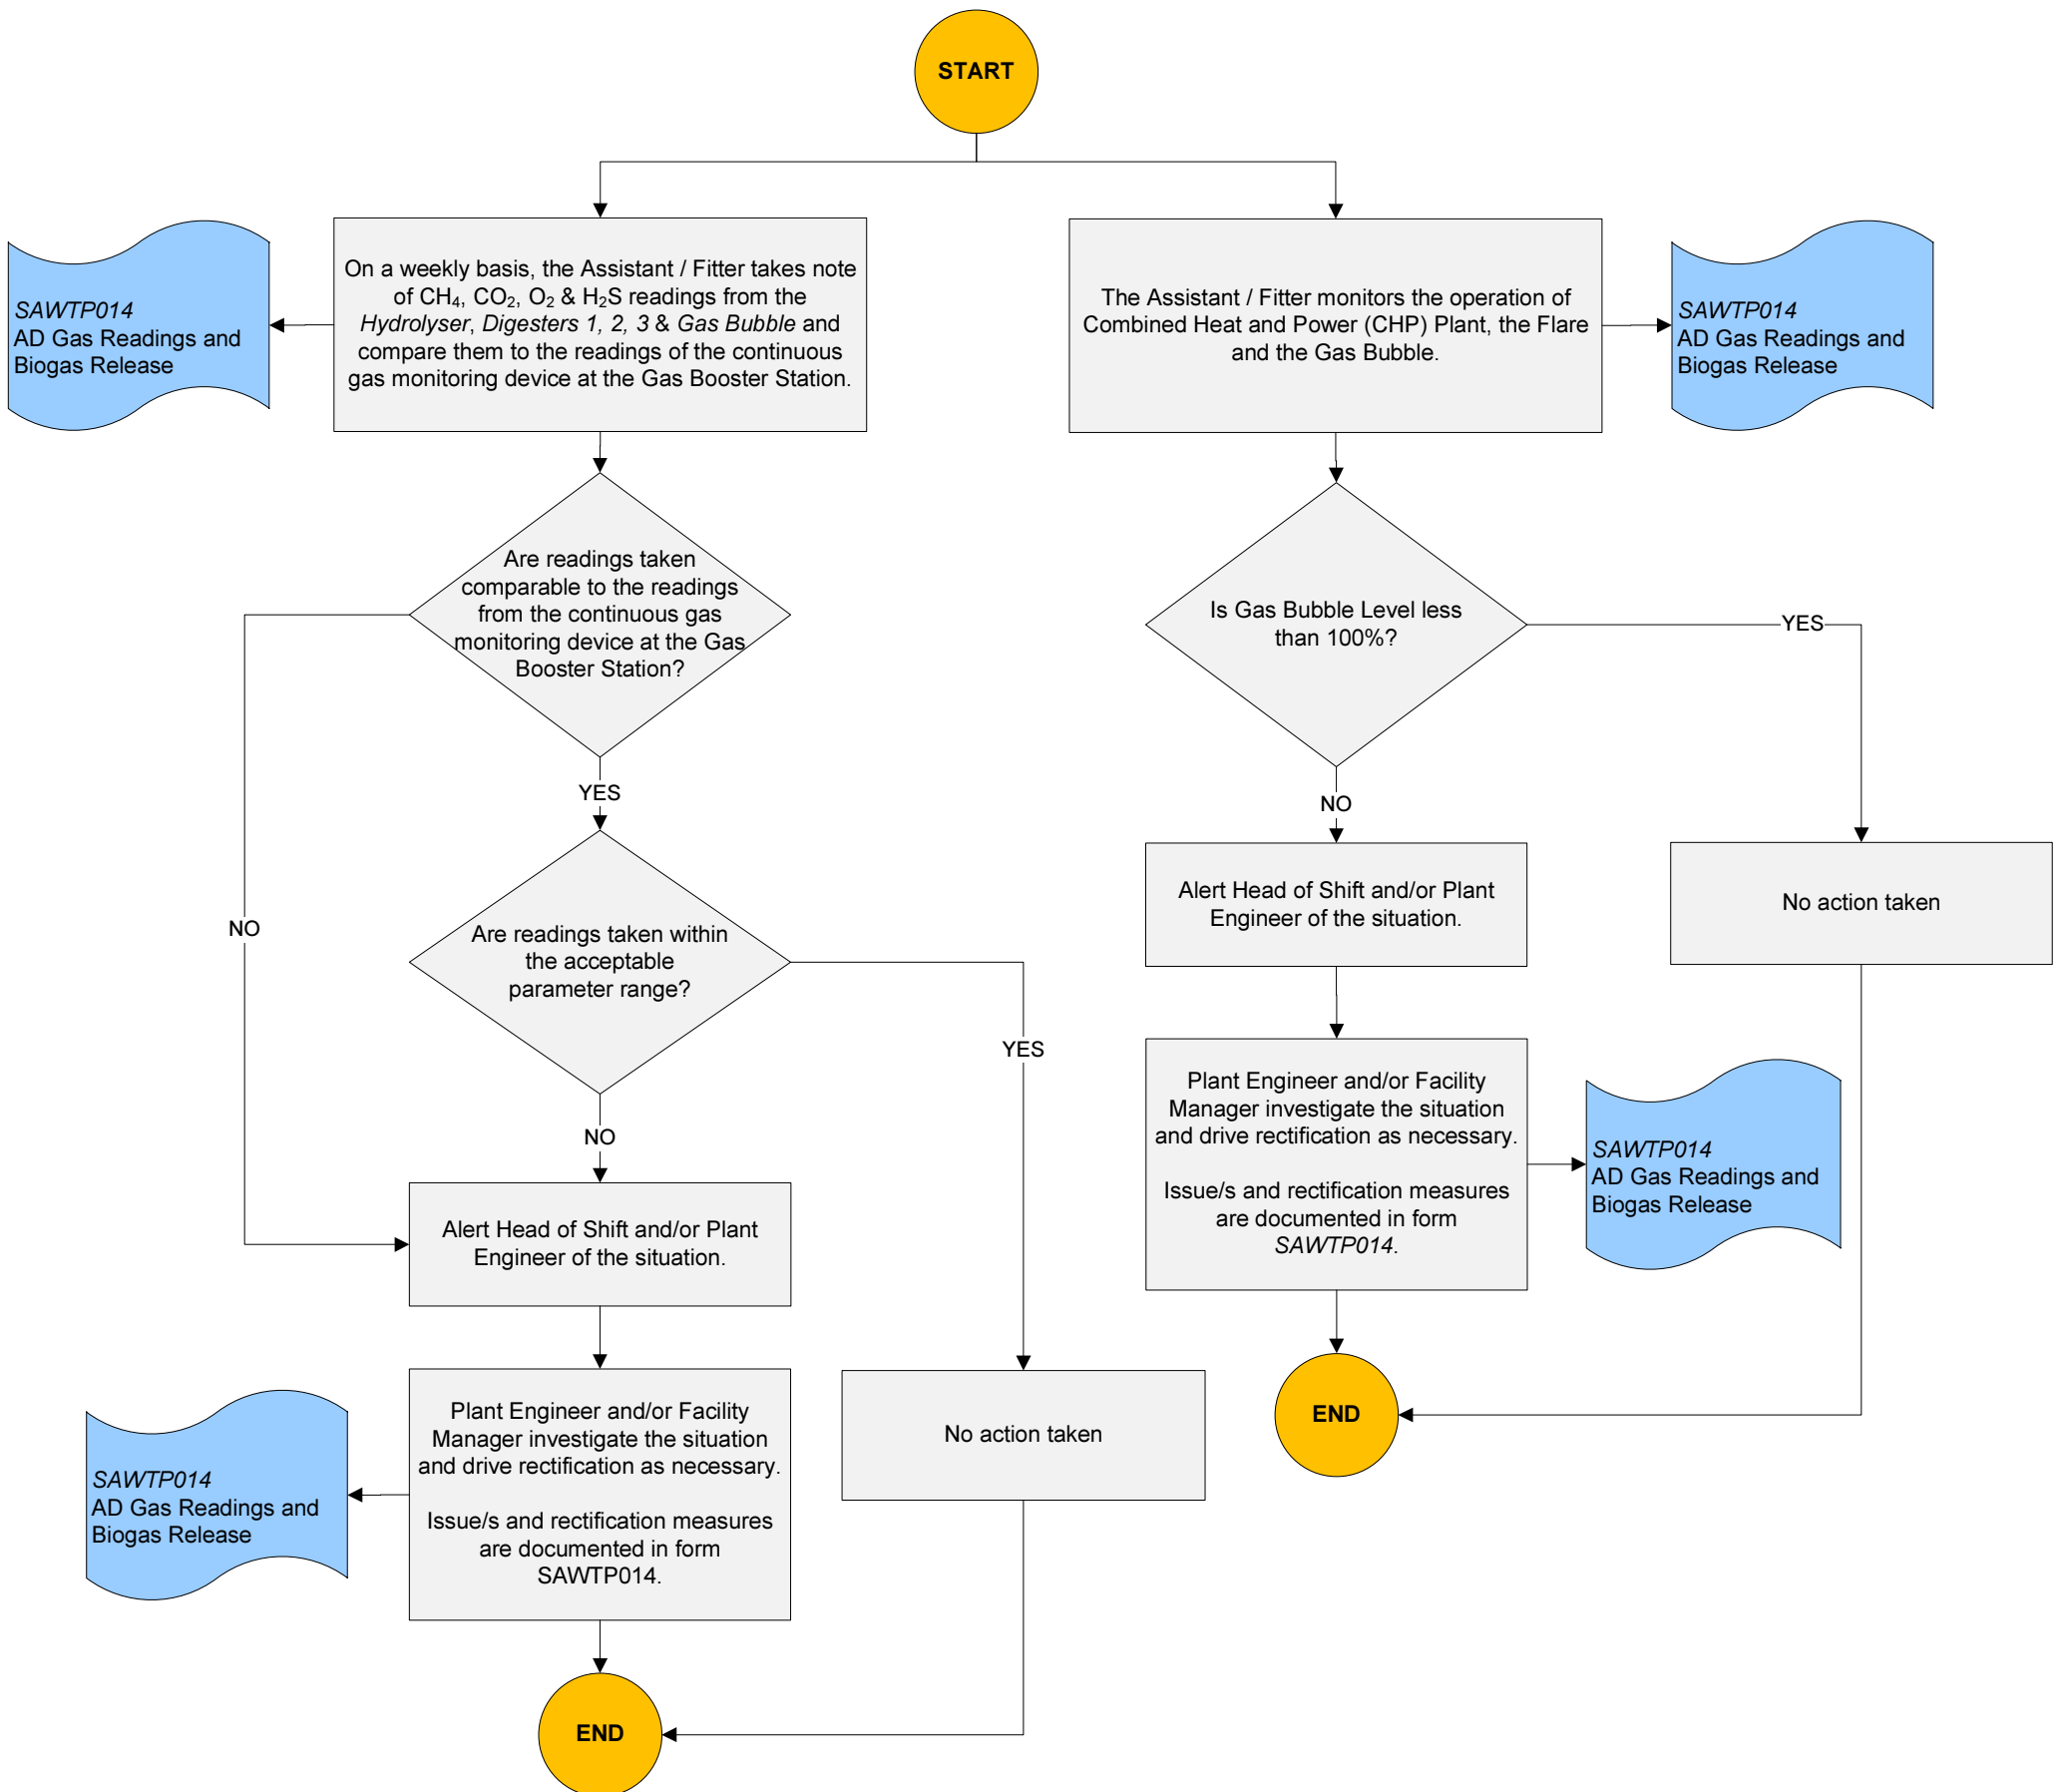 START
SAWTP014
AD Gas Readings and
Biogas Release
On a weekly basis, the Assistant / Fitter takes note
of CH₄, CO₂, O₂ & H₂S readings from the
Hydrolyser, Digesters 1, 2, 3 & Gas Bubble and
compare them to the readings of the continuous
gas monitoring device at the Gas Booster Station.
The Assistant / Fitter monitors the operation of
Combined Heat and Power (CHP) Plant, the Flare
and the Gas Bubble.
SAWTP014
AD Gas Readings and
Biogas Release
Are readings taken
comparable to the readings
from the continuous gas
monitoring device at the Gas
Booster Station?
Is Gas Bubble Level less
than 100%?
YES
YES
NO
NO
Are readings taken within
the acceptable
parameter range?
Alert Head of Shift and/or Plant
Engineer of the situation.
No action taken
YES
NO
Plant Engineer and/or Facility
Manager investigate the situation
and drive rectification as necessary.
Issue/s and rectification measures
are documented in form
SAWTP014.
SAWTP014
AD Gas Readings and
Biogas Release
Alert Head of Shift and/or Plant
Engineer of the situation.
SAWTP014
AD Gas Readings and
Biogas Release
Plant Engineer and/or Facility
Manager investigate the situation
and drive rectification as necessary.
Issue/s and rectification measures
are documented in form
SAWTP014.
No action taken
END
END